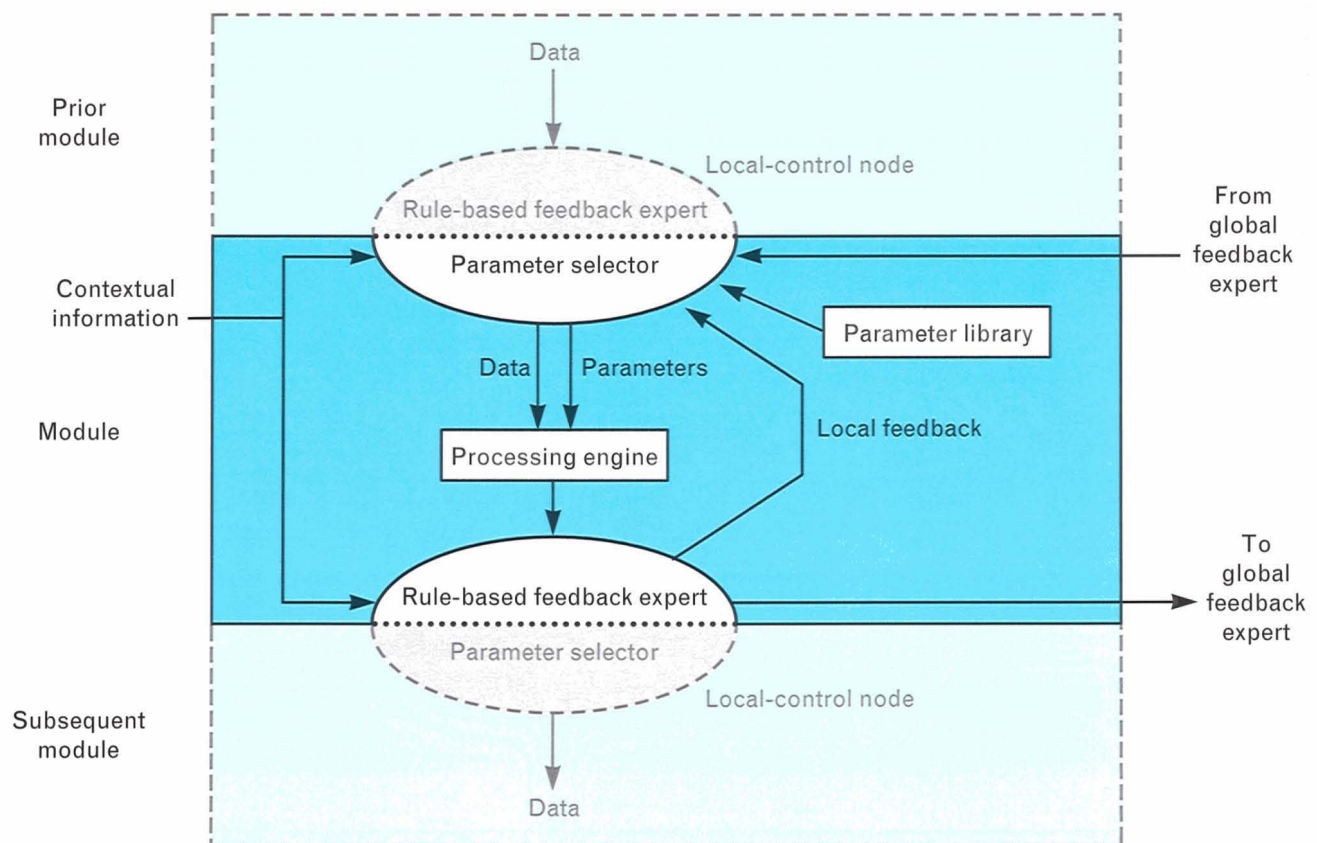 Data
Prior
module
Local-control node
Rule-based feedback expert
From
global
feedback
expert
Parameter selector
Contextual
information
Parameter library
Data
Parameters
Module
Local feedback
Processing engine
To
global
feedback
expert
Rule-based feedback expert
Parameter selector
Local-control node
Subsequent
module
Data